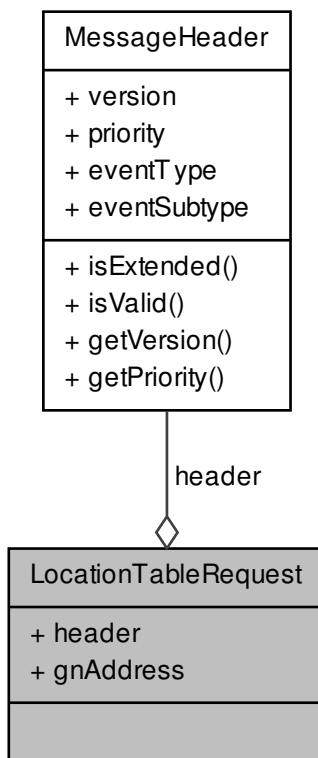 MessageHeader
+ version
+ priority
+ eventType
+ eventSubtype
+ isExtended()
+ isValid()
+ getVersion()
+ getPriority()
header
LocationTableRequest
+ header
+ gnAddress